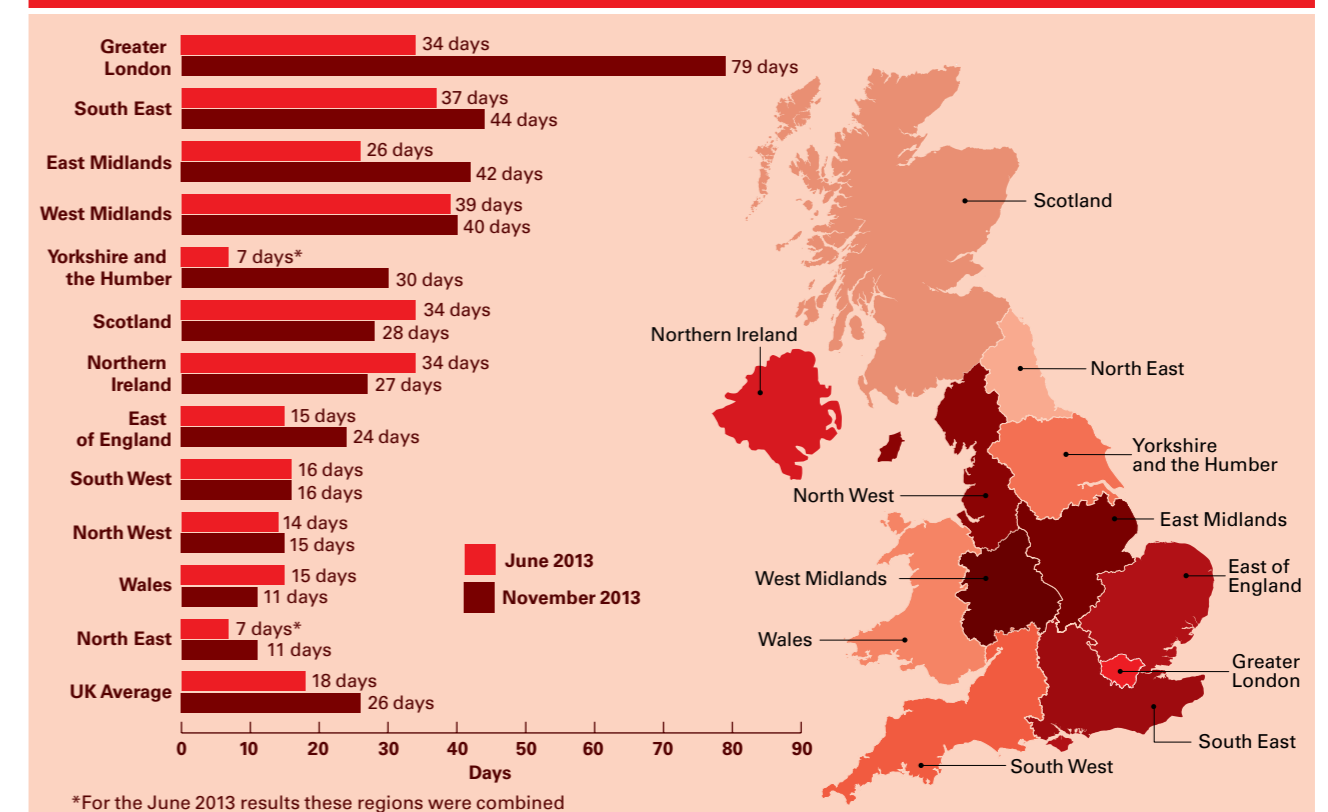 Greater
London
34 days
79 days
South East
37 days
44 days
East Midlands
26 days
42 days
West Midlands
39 days
40 days
Yorkshire and
the Humber
7 days*
30 days
Scotland
34 days
28 days
Northern
Ireland
34 days
27 days
East
of England
15 days
24 days
South West
16 days
16 days
North West
14 days
15 days
Wales
15 days
11 days
North East
7 days*
11 days
UK Average
18 days
26 days
0 10 20 30 40 50 60 70 80 90
Days
*For the June 2013 results these regions were combined
June 2013
November 2013
Scotland
Northern Ireland
North East
Yorkshire
and the Humber
North West
East Midlands
West Midlands
East of
England
Wales
Greater
London
South East
South West